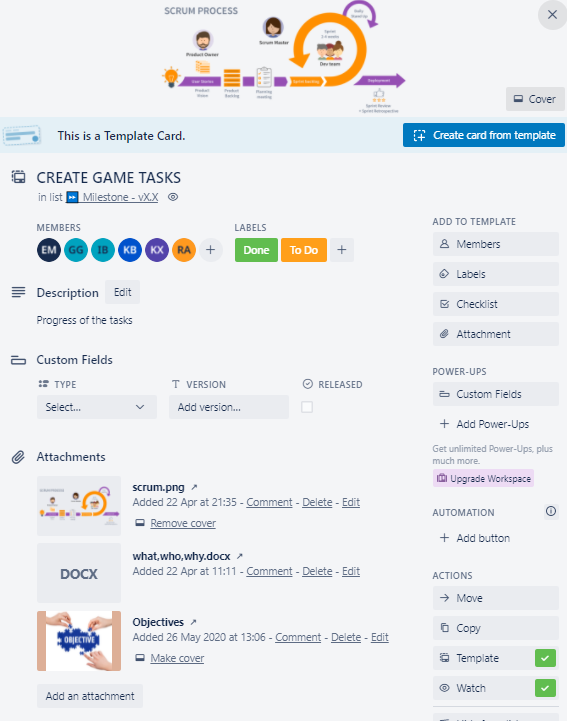 SCRUM PROCESS
Daily
Stand Up
Scrum Master
Sprint
1-4 weeks
Product Owner
Dev team
User Stories
Sprint backlog
Deployment
Product
Vision
Product
Backlog
Planning
meeting
Sprint Review
+ Sprint Retrospective
Cover
This is a Template Card.
Create card from template
CREATE GAME TASKS
in list Milestone - vX.X
MEMBERS
LABELS
EM GG IB KB KX RA +
Done To Do +
Description Edit
Progress of the tasks
Custom Fields
TYPE VERSION RELEASED
Select... Add version...
Attachments
scrum.png ↗
Added 22 Apr at 21:35 - Comment - Delete - Edit
Remove cover
DOCX
what,who,why.docx ↗
Added 22 Apr at 11:11 - Comment - Delete - Edit
OBJECTIVE
Objectives ↗
Added 26 May 2020 at 13:06 - Comment - Delete - Edit
Make cover
Add an attachment
ADD TO TEMPLATE
Members
Labels
Checklist
Attachment
POWER-UPS
Custom Fields
+ Add Power-Ups
Get unlimited Power-Ups, plus
much more.
Upgrade Workspace
AUTOMATION
+ Add button
ACTIONS
Move
Copy
Template
Watch